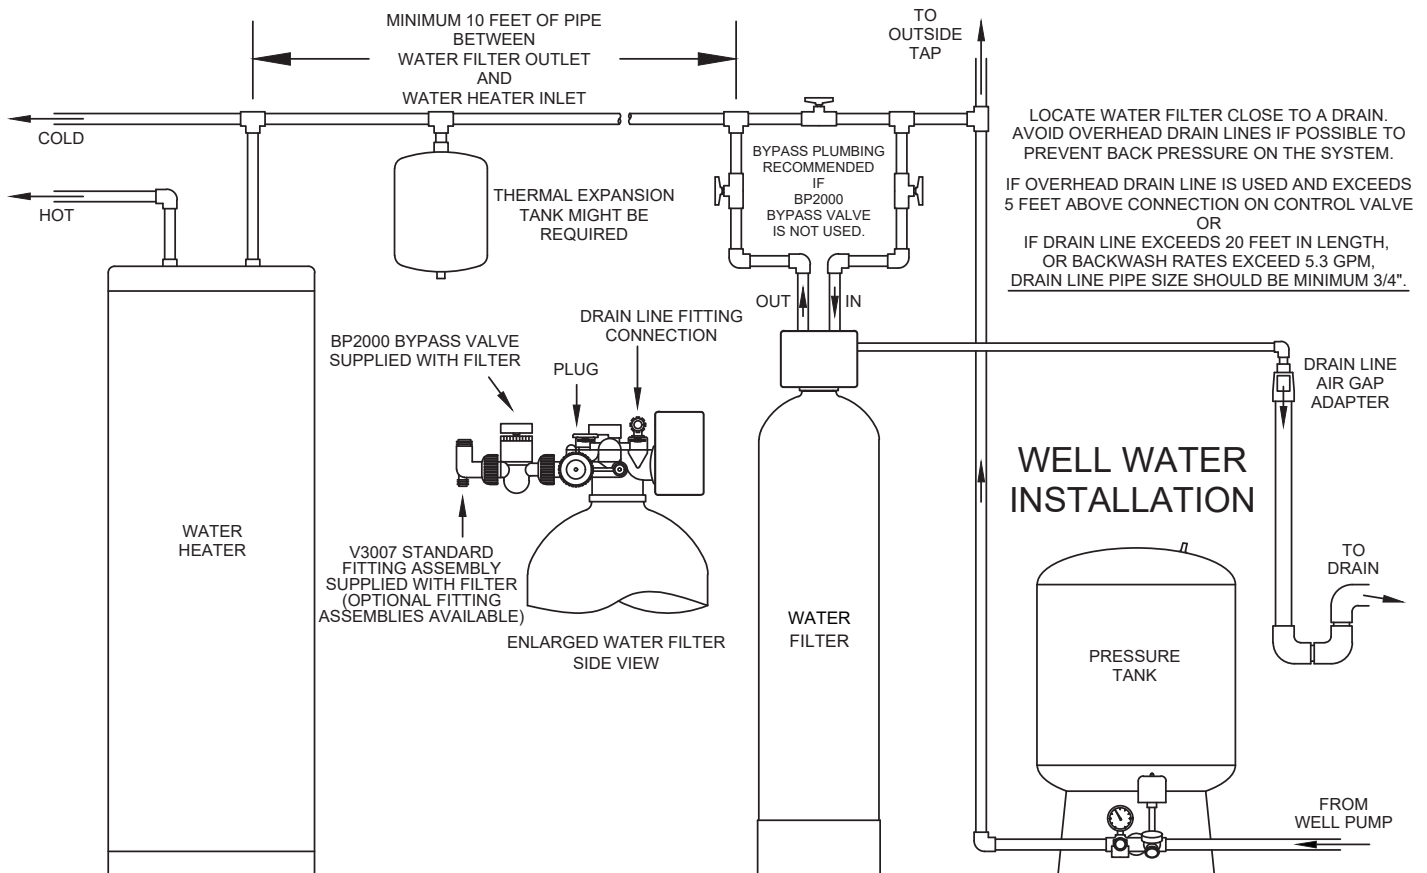 MINIMUM 10 FEET OF PIPE
BETWEEN
WATER FILTER OUTLET
AND
WATER HEATER INLET
TO
OUTSIDE
TAP
COLD
HOT
THERMAL EXPANSION
TANK MIGHT BE
REQUIRED
BYPASS PLUMBING
RECOMMENDED
IF
BP2000
BYPASS VALVE
IS NOT USED.
LOCATE WATER FILTER CLOSE TO A DRAIN.
AVOID OVERHEAD DRAIN LINES IF POSSIBLE TO
PREVENT BACK PRESSURE ON THE SYSTEM.
IF OVERHEAD DRAIN LINE IS USED AND EXCEEDS
5 FEET ABOVE CONNECTION ON CONTROL VALVE
OR
IF DRAIN LINE EXCEEDS 20 FEET IN LENGTH,
OR BACKWASH RATES EXCEED 5.3 GPM,
DRAIN LINE PIPE SIZE SHOULD BE MINIMUM 3/4".
OUT
IN
BP2000 BYPASS VALVE
SUPPLIED WITH FILTER
PLUG
DRAIN LINE FITTING
CONNECTION
DRAIN LINE
AIR GAP
ADAPTER
WELL WATER
INSTALLATION
WATER
HEATER
V3007 STANDARD
FITTING ASSEMBLY
SUPPLIED WITH FILTER
(OPTIONAL FITTING
ASSEMBLIES AVAILABLE)
ENLARGED WATER FILTER
SIDE VIEW
WATER
FILTER
TO
DRAIN
PRESSURE
TANK
FROM
WELL PUMP